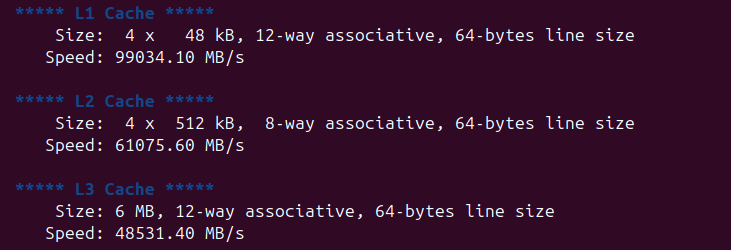 ***** L1 Cache *****
Size:  4 x   48 kB, 12-way associative, 64-bytes line size
Speed: 99034.10 MB/s
***** L2 Cache *****
Size:  4 x  512 kB,  8-way associative, 64-bytes line size
Speed: 61075.60 MB/s
***** L3 Cache *****
Size: 6 MB, 12-way associative, 64-bytes line size
Speed: 48531.40 MB/s